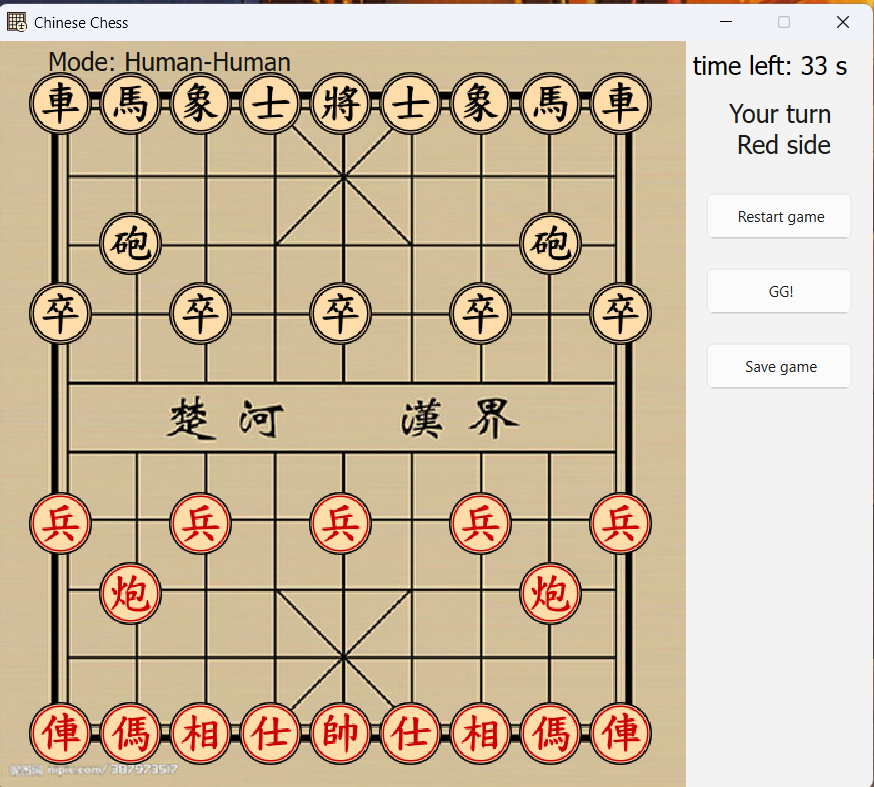 Chinese Chess
Mode: Human-Human
time left: 33 s
Your turn
Red side
Restart game
GG!
Save game
車 馬 象 士 將 士 象 馬 車
砲 砲
卒 卒 卒 卒 卒
楚 河 漢 界
兵 兵 兵 兵 兵
炮 炮
俥 傌 相 仕 帥 仕 相 傌 俥
nipic.com/387973517